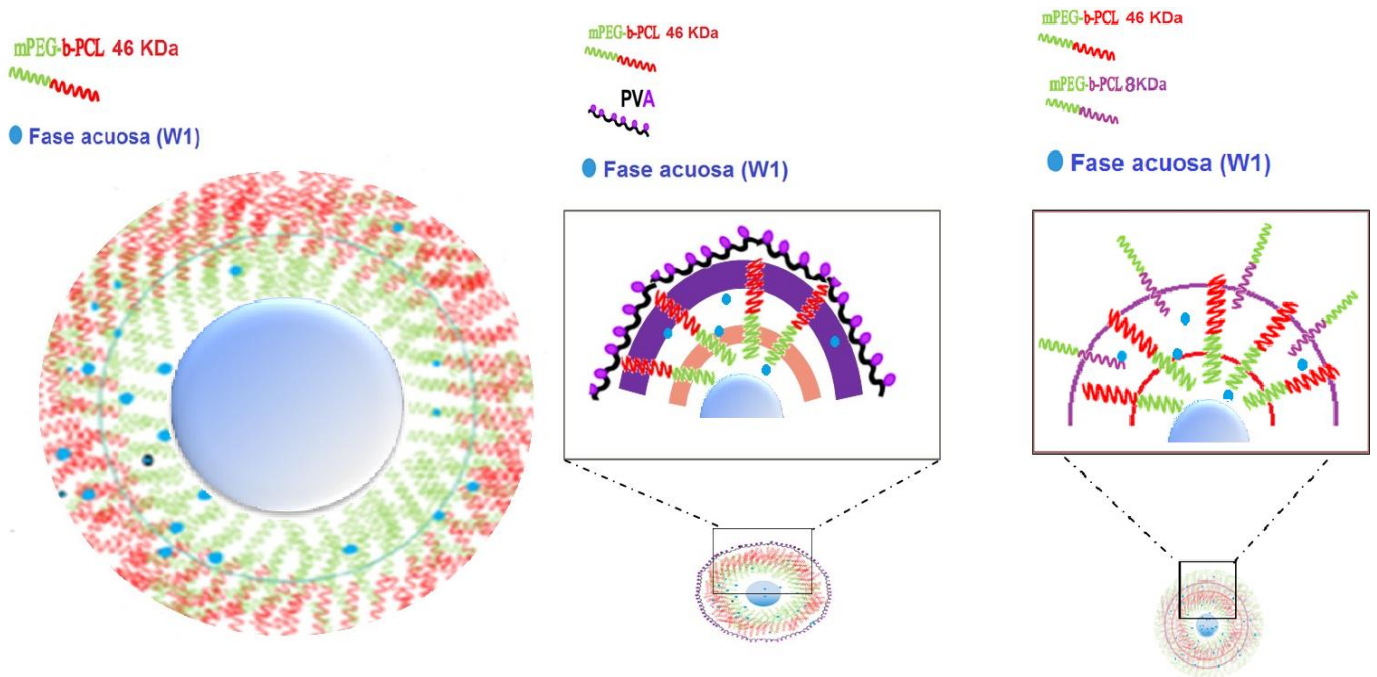 mPEG-b-PCL 46 KDa
Fase acuosa (W1)
mPEG-b-PCL 46 KDa
PVA
Fase acuosa (W1)
mPEG-b-PCL 46 KDa
mPEG-b-PCL 8KDa
Fase acuosa (W1)